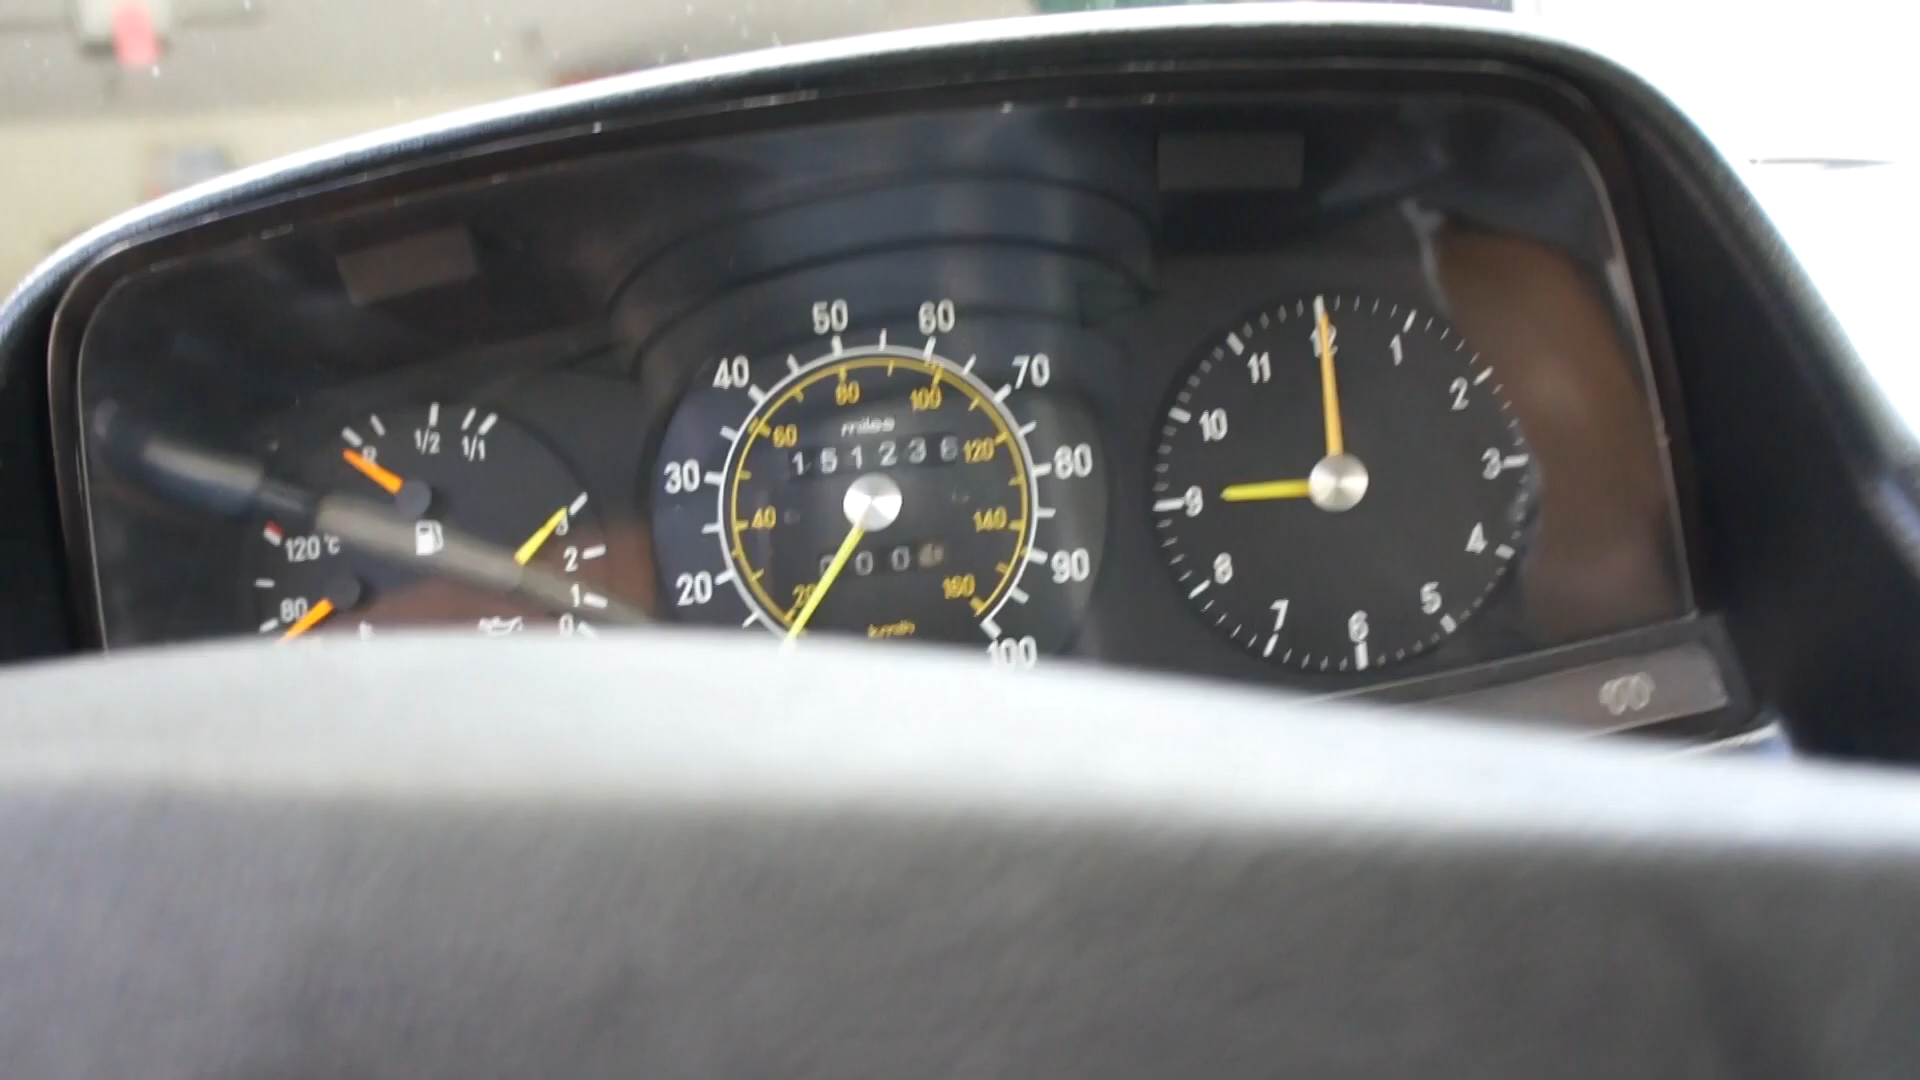 R 1/2 1/1
120°C
80
3
2
1
0
20 30 40 50 60 70 80 90 100
miles
151236
20 40 60 80 100 120 140 160
km/h
12 1 2 3 4 5 6 7 8 9 10 11